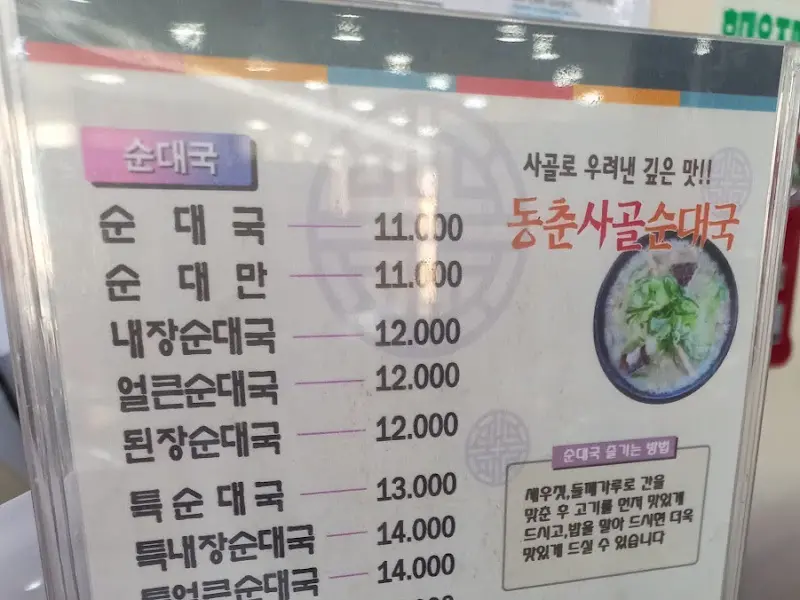 순대국
순 대 국 11.000
순 대 만 11.000
내장순대국 12.000
얼큰순대국 12.000
된장순대국 12.000
특 순 대 국 13.000
특내장순대국 14.000
특얼큰순대국 14.000
사골로 우려낸 깊은 맛!!
동춘사골순대국
순대국 즐기는 방법
새우젓,들깨가루로 간을
맞춘 후 고기를 먼저 맛있게
드시고,밥을 말아 드시면 더욱
맛있게 드실 수 있습니다